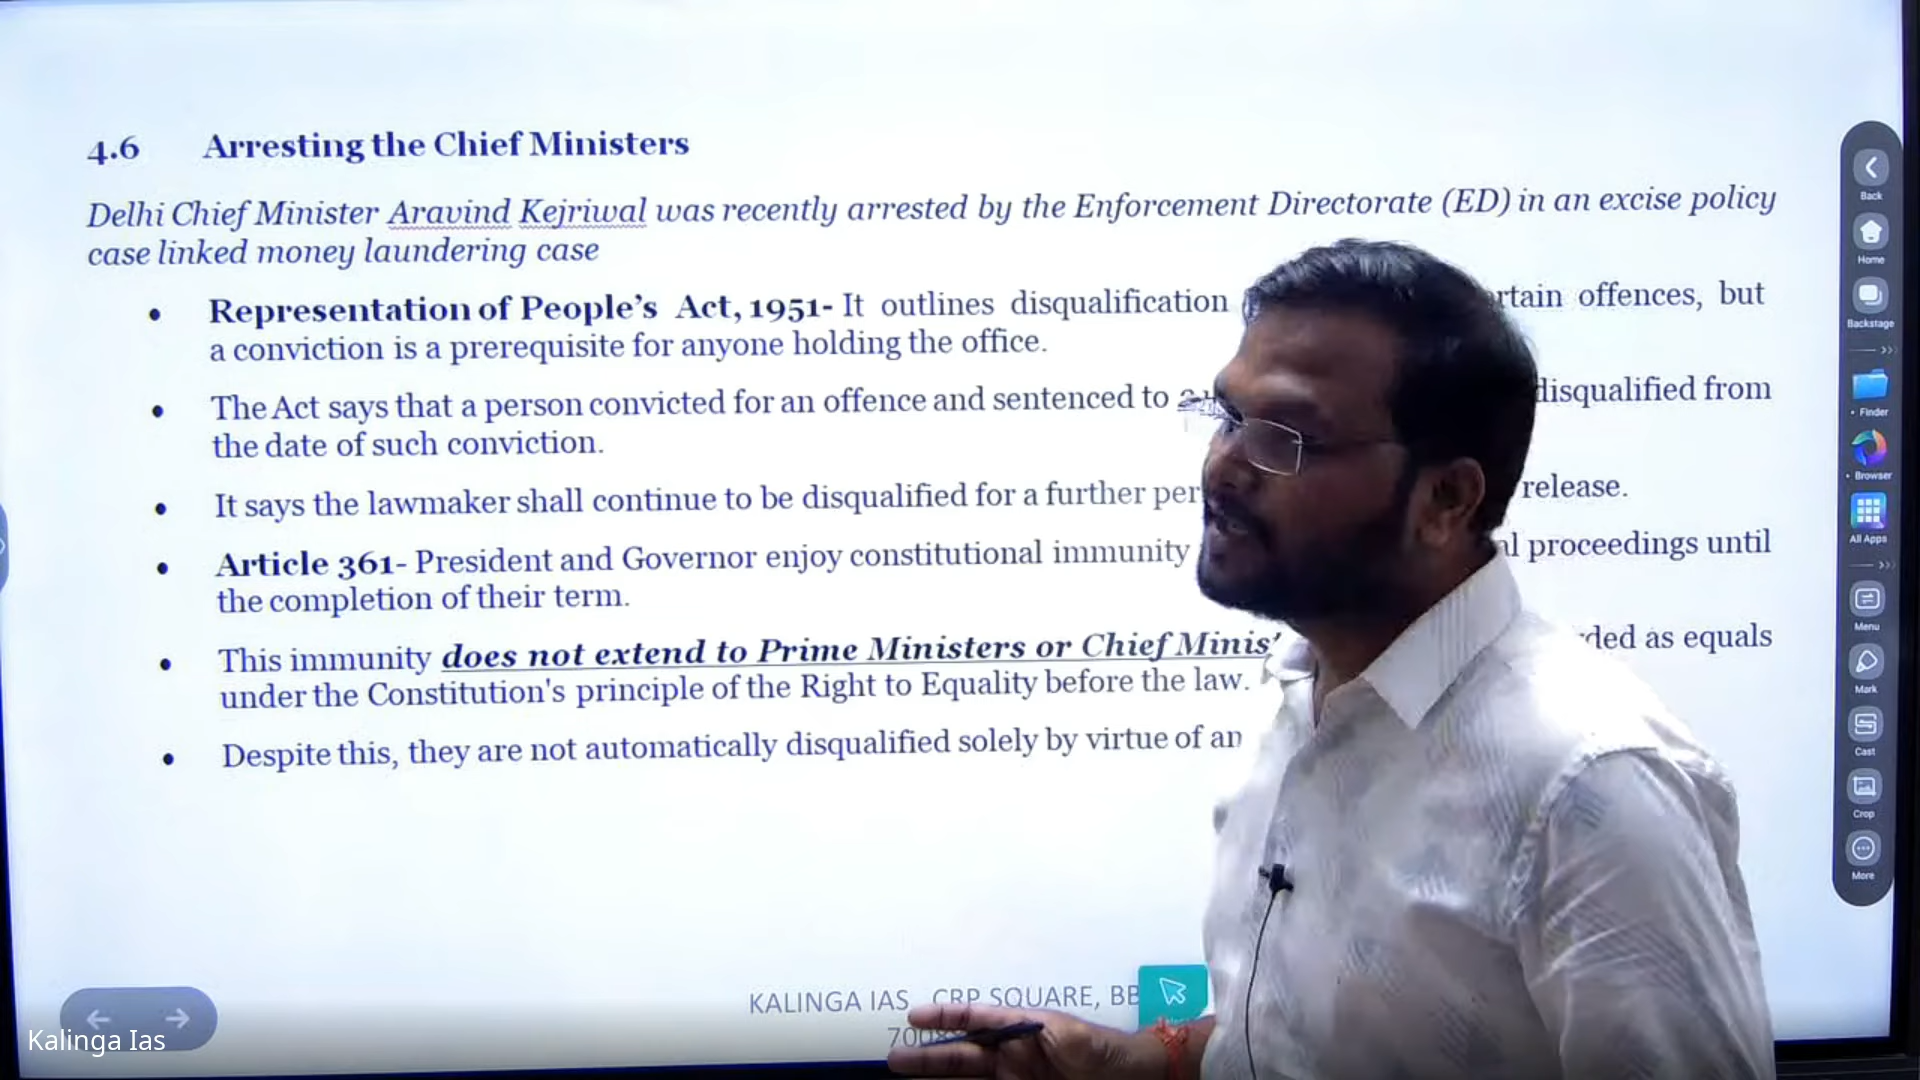 4.6 Arresting the Chief Ministers
Delhi Chief Minister Aravind Kejriwal was recently arrested by the Enforcement Directorate (ED) in an excise policy
case linked money laundering case
• Representation of People's Act, 1951- It outlines disqualification rtain offences, but
a conviction is a prerequisite for anyone holding the office.
• The Act says that a person convicted for an offence and sentenced to disqualified from
the date of such conviction.
• It says the lawmaker shall continue to be disqualified for a further per release.
• Article 361- President and Governor enjoy constitutional immunity al proceedings until
the completion of their term.
• This immunity does not extend to Prime Ministers or Chief Minis ded as equals
under the Constitution's principle of the Right to Equality before the law.
• Despite this, they are not automatically disqualified solely by virtue of an
KALINGA IAS, CRP SQUARE, BB
Kalinga Ias
Back
Home
Backstage
Finder
Browser
All Apps
Menu
Mark
Cast
Crop
More